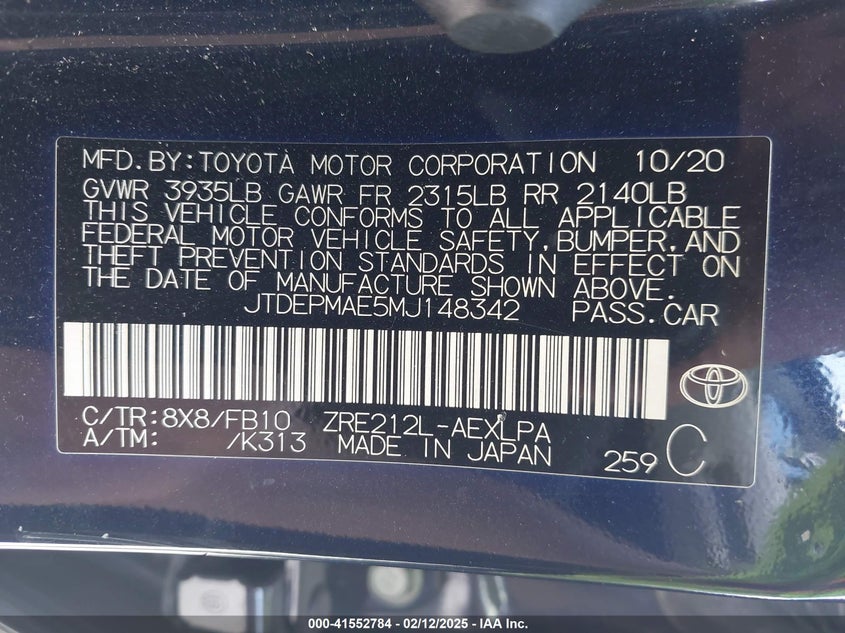 MFD.BY:TOYOTA MOTOR CORPORATION 10/20
GVWR 3935LB GAWR FR 2315LB RR 2140LB
THIS VEHICLE CONFORMS TO ALL APPLICABLE
FEDERAL MOTOR VEHICLE SAFETY,BUMPER,AND
THEFT PREVENTION STANDARDS IN EFFECT ON
THE DATE OF MANUFACTURE SHOWN ABOVE.
JTDEPMAE5MJ148342 PASS.CAR
C/TR:8X8/FB10 ZRE212L-AEXLPA
A/TM: /K313 MADE IN JAPAN 259 C
000-41552784 - 02/12/2025 - IAA Inc.